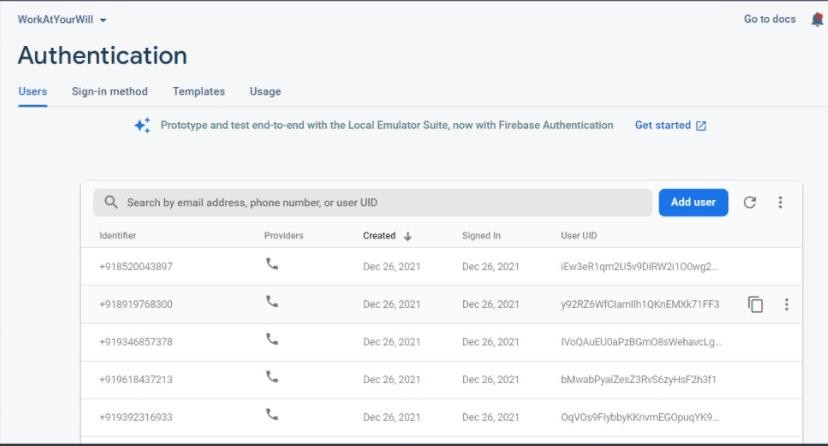 WorkAtYourWill
Go to docs
Authentication
Users Sign-in method Templates Usage
Prototype and test end-to-end with the Local Emulator Suite, now with Firebase Authentication Get started
Search by email address, phone number, or user UID Add user
Identifier Providers Created Signed In User UID
+918520043897 Dec 26, 2021 Dec 26, 2021 iEw3eR1qm2U5v9DIRW2i1O0wg2...
+918919768300 Dec 26, 2021 Dec 26, 2021 y92RZ6WfCIamIlh1QKnEMXk71FF3
+919346857378 Dec 26, 2021 Dec 26, 2021 IVoQAuEU0aPzBGmO8sWehavcLg...
+919618437213 Dec 26, 2021 Dec 26, 2021 bMwabPyaiZesZ3RvS6zyHsF2h3f1
+919392316933 Dec 26, 2021 Dec 26, 2021 OqVOs9FIybbyKKnvmEGOpuqYK9...